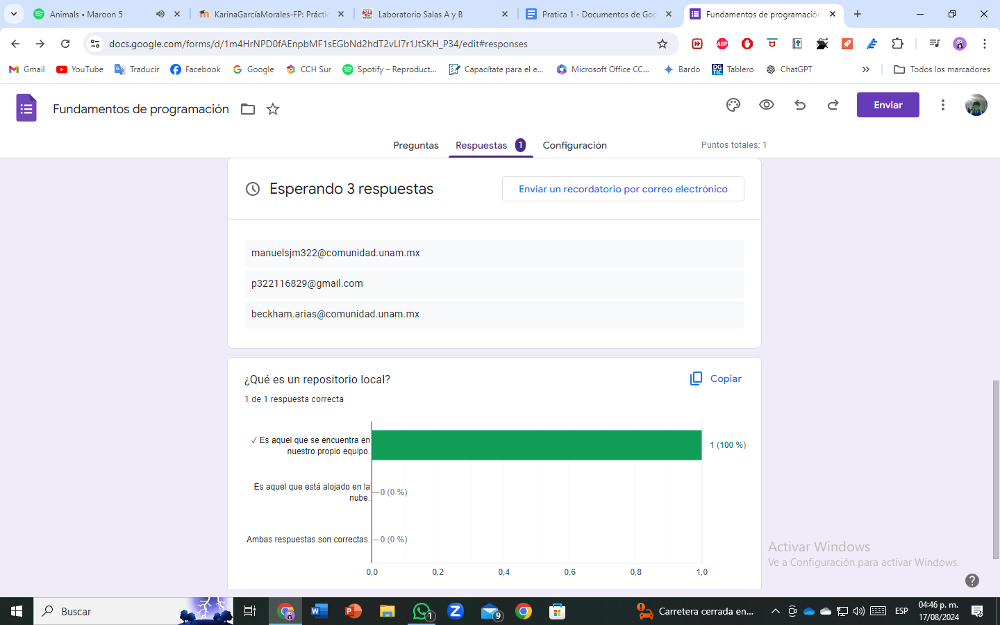 Animals • Maroon 5
KarinaGarcíaMorales-FP: Práctic
Laboratorio Salas A y B
Pratica 1 - Documentos de Goo
Fundamentos de programación
docs.google.com/forms/d/1m4HrNPD0fAEnpbMF1sEGbNd2hdT2vLI7r1JtSKH_P34/edit#responses
Gmail
YouTube
Traducir
Facebook
Google
CCH Sur
Spotify – Reproduct...
Capacítate para el e...
Microsoft Office CC...
Bardo
Tablero
ChatGPT
Todos los marcadores
Fundamentos de programación
Enviar
Preguntas
Respuestas 1
Configuración
Puntos totales: 1
Esperando 3 respuestas
Enviar un recordatorio por correo electrónico
manuelsjm322@comunidad.unam.mx
p322116829@gmail.com
beckham.arias@comunidad.unam.mx
¿Qué es un repositorio local?
Copiar
1 de 1 respuesta correcta
✓ Es aquel que se encuentra en
nuestro propio equipo.
1 (100 %)
Es aquel que está alojado en la
nube.
0 (0 %)
Ambas respuestas son correctas.
0 (0 %)
0,0
0,2
0,4
0,6
0,8
1,0
Activar Windows
Ve a Configuración para activar Windows.
Buscar
1
9
Carretera cerrada en...
ESP
04:46 p. m.
17/08/2024